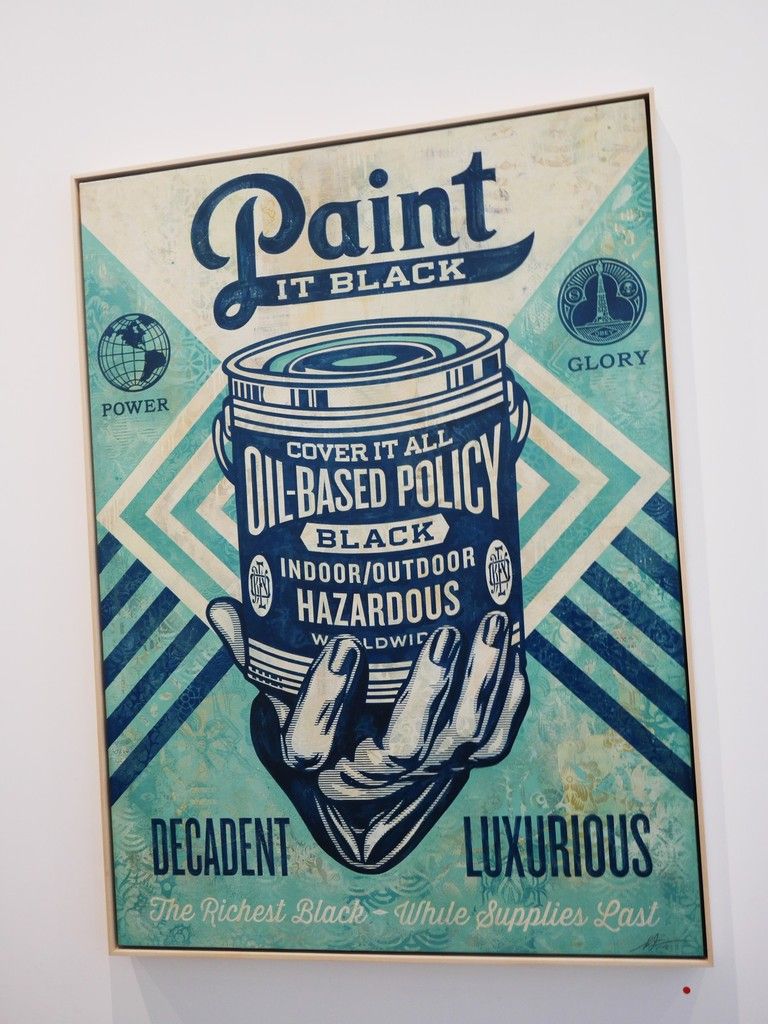 Paint
IT BLACK
POWER
GLORY
OBEY
COVER IT ALL
OIL-BASED POLICY
BLACK
INDOOR/OUTDOOR
HAZARDOUS
DECADENT
LUXURIOUS
The Richest Black - While Supplies Last